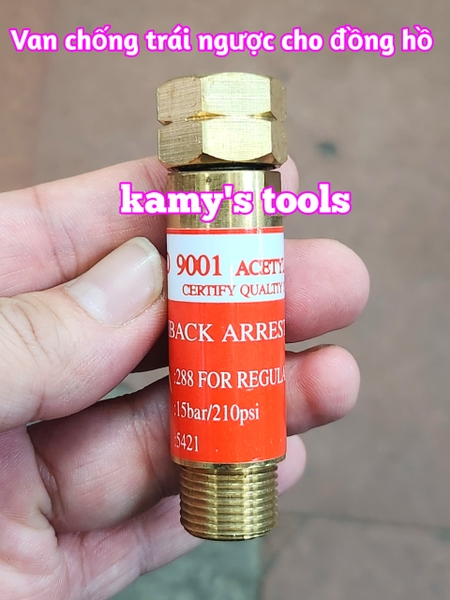 Van chống trái ngược cho đồng hồ
kamy's tools
9001 ACETY
CERTIFY QUALTIY
BACK ARREST
:288 FOR REGULA
:15bar/210psi
:5421